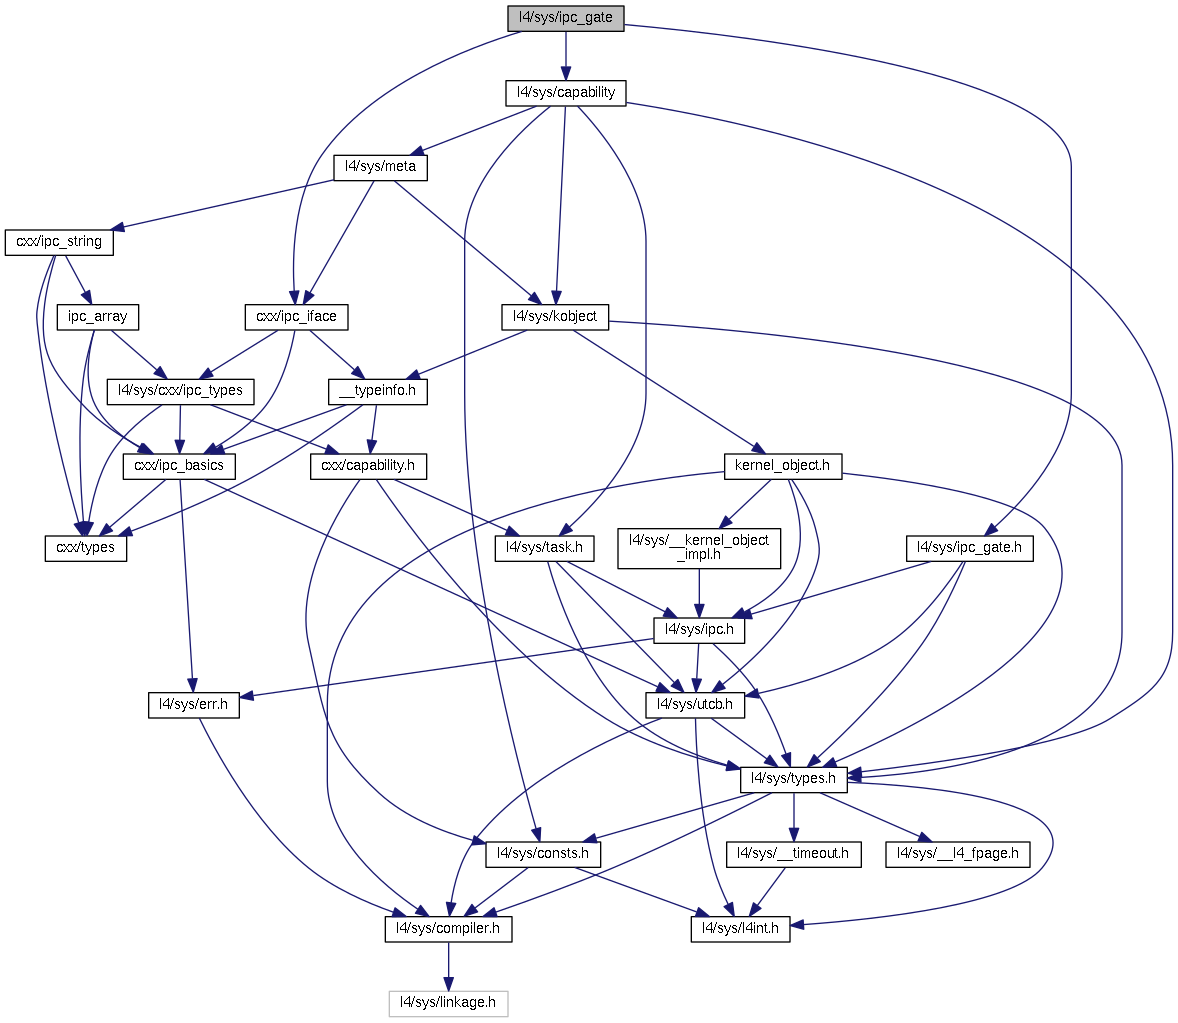 l4/sys/ipc_gate
l4/sys/capability
l4/sys/meta
cxx/ipc_string
ipc_array
cxx/ipc_iface
l4/sys/kobject
l4/sys/cxx/ipc_types
__typeinfo.h
cxx/ipc_basics
cxx/capability.h
kernel_object.h
cxx/types
l4/sys/task.h
l4/sys/__kernel_object
_impl.h
l4/sys/ipc_gate.h
l4/sys/ipc.h
l4/sys/err.h
l4/sys/utcb.h
l4/sys/types.h
l4/sys/consts.h
l4/sys/__timeout.h
l4/sys/__l4_fpage.h
l4/sys/compiler.h
l4/sys/l4int.h
l4/sys/linkage.h